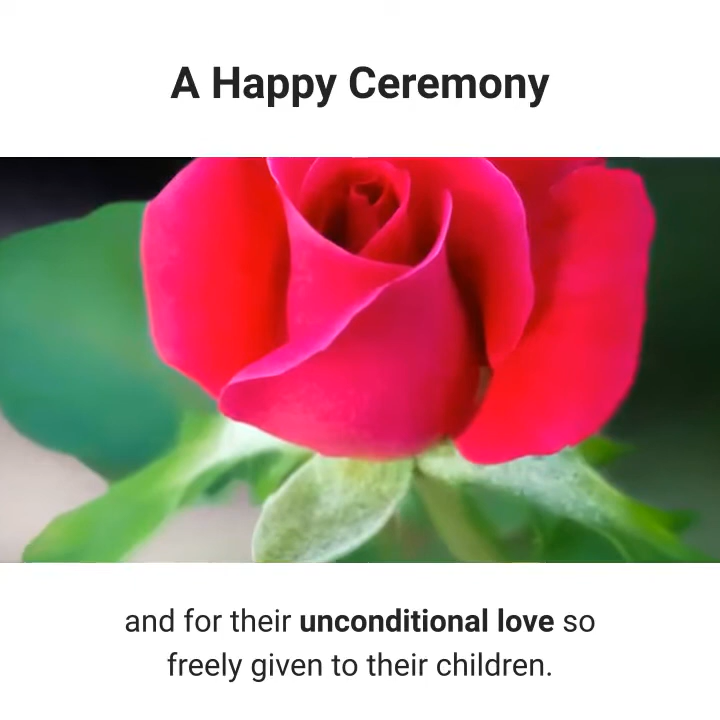 A Happy Ceremony
and for their unconditional love so
freely given to their children.